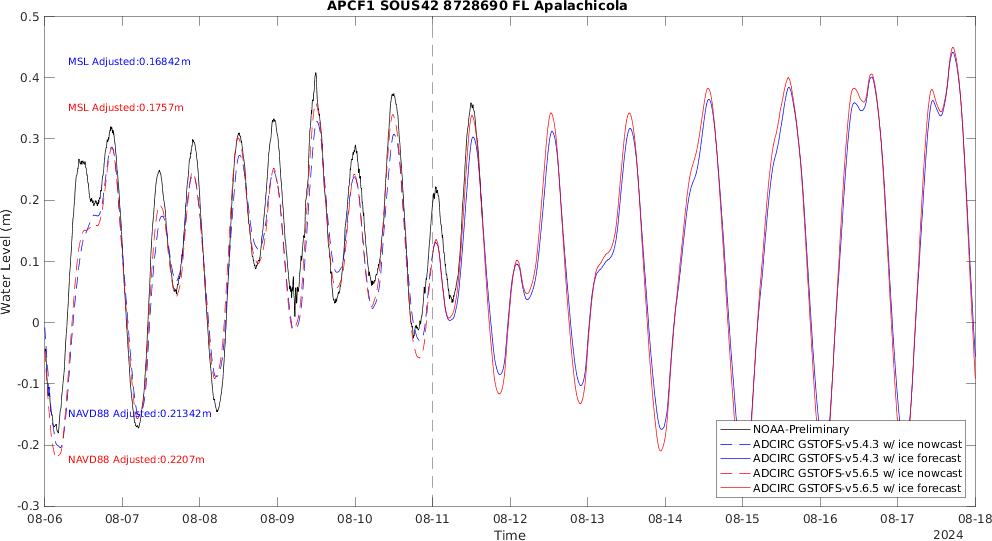 APCF1 SOUS42 8728690 FL Apalachicola
0.5
0.4
0.3
0.2
0.1
0
-0.1
-0.2
-0.3
Water Level (m)
MSL Adjusted:0.16842m
MSL Adjusted:0.1757m
NAVD88 Adjusted:0.21342m
NAVD88 Adjusted:0.2207m
NOAA-Preliminary
ADCIRC GSTOFS-v5.4.3 w/ ice nowcast
ADCIRC GSTOFS-v5.4.3 w/ ice forecast
ADCIRC GSTOFS-v5.6.5 w/ ice nowcast
ADCIRC GSTOFS-v5.6.5 w/ ice forecast
08-06 08-07 08-08 08-09 08-10 08-11 08-12 08-13 08-14 08-15 08-16 08-17 08-18
Time
2024